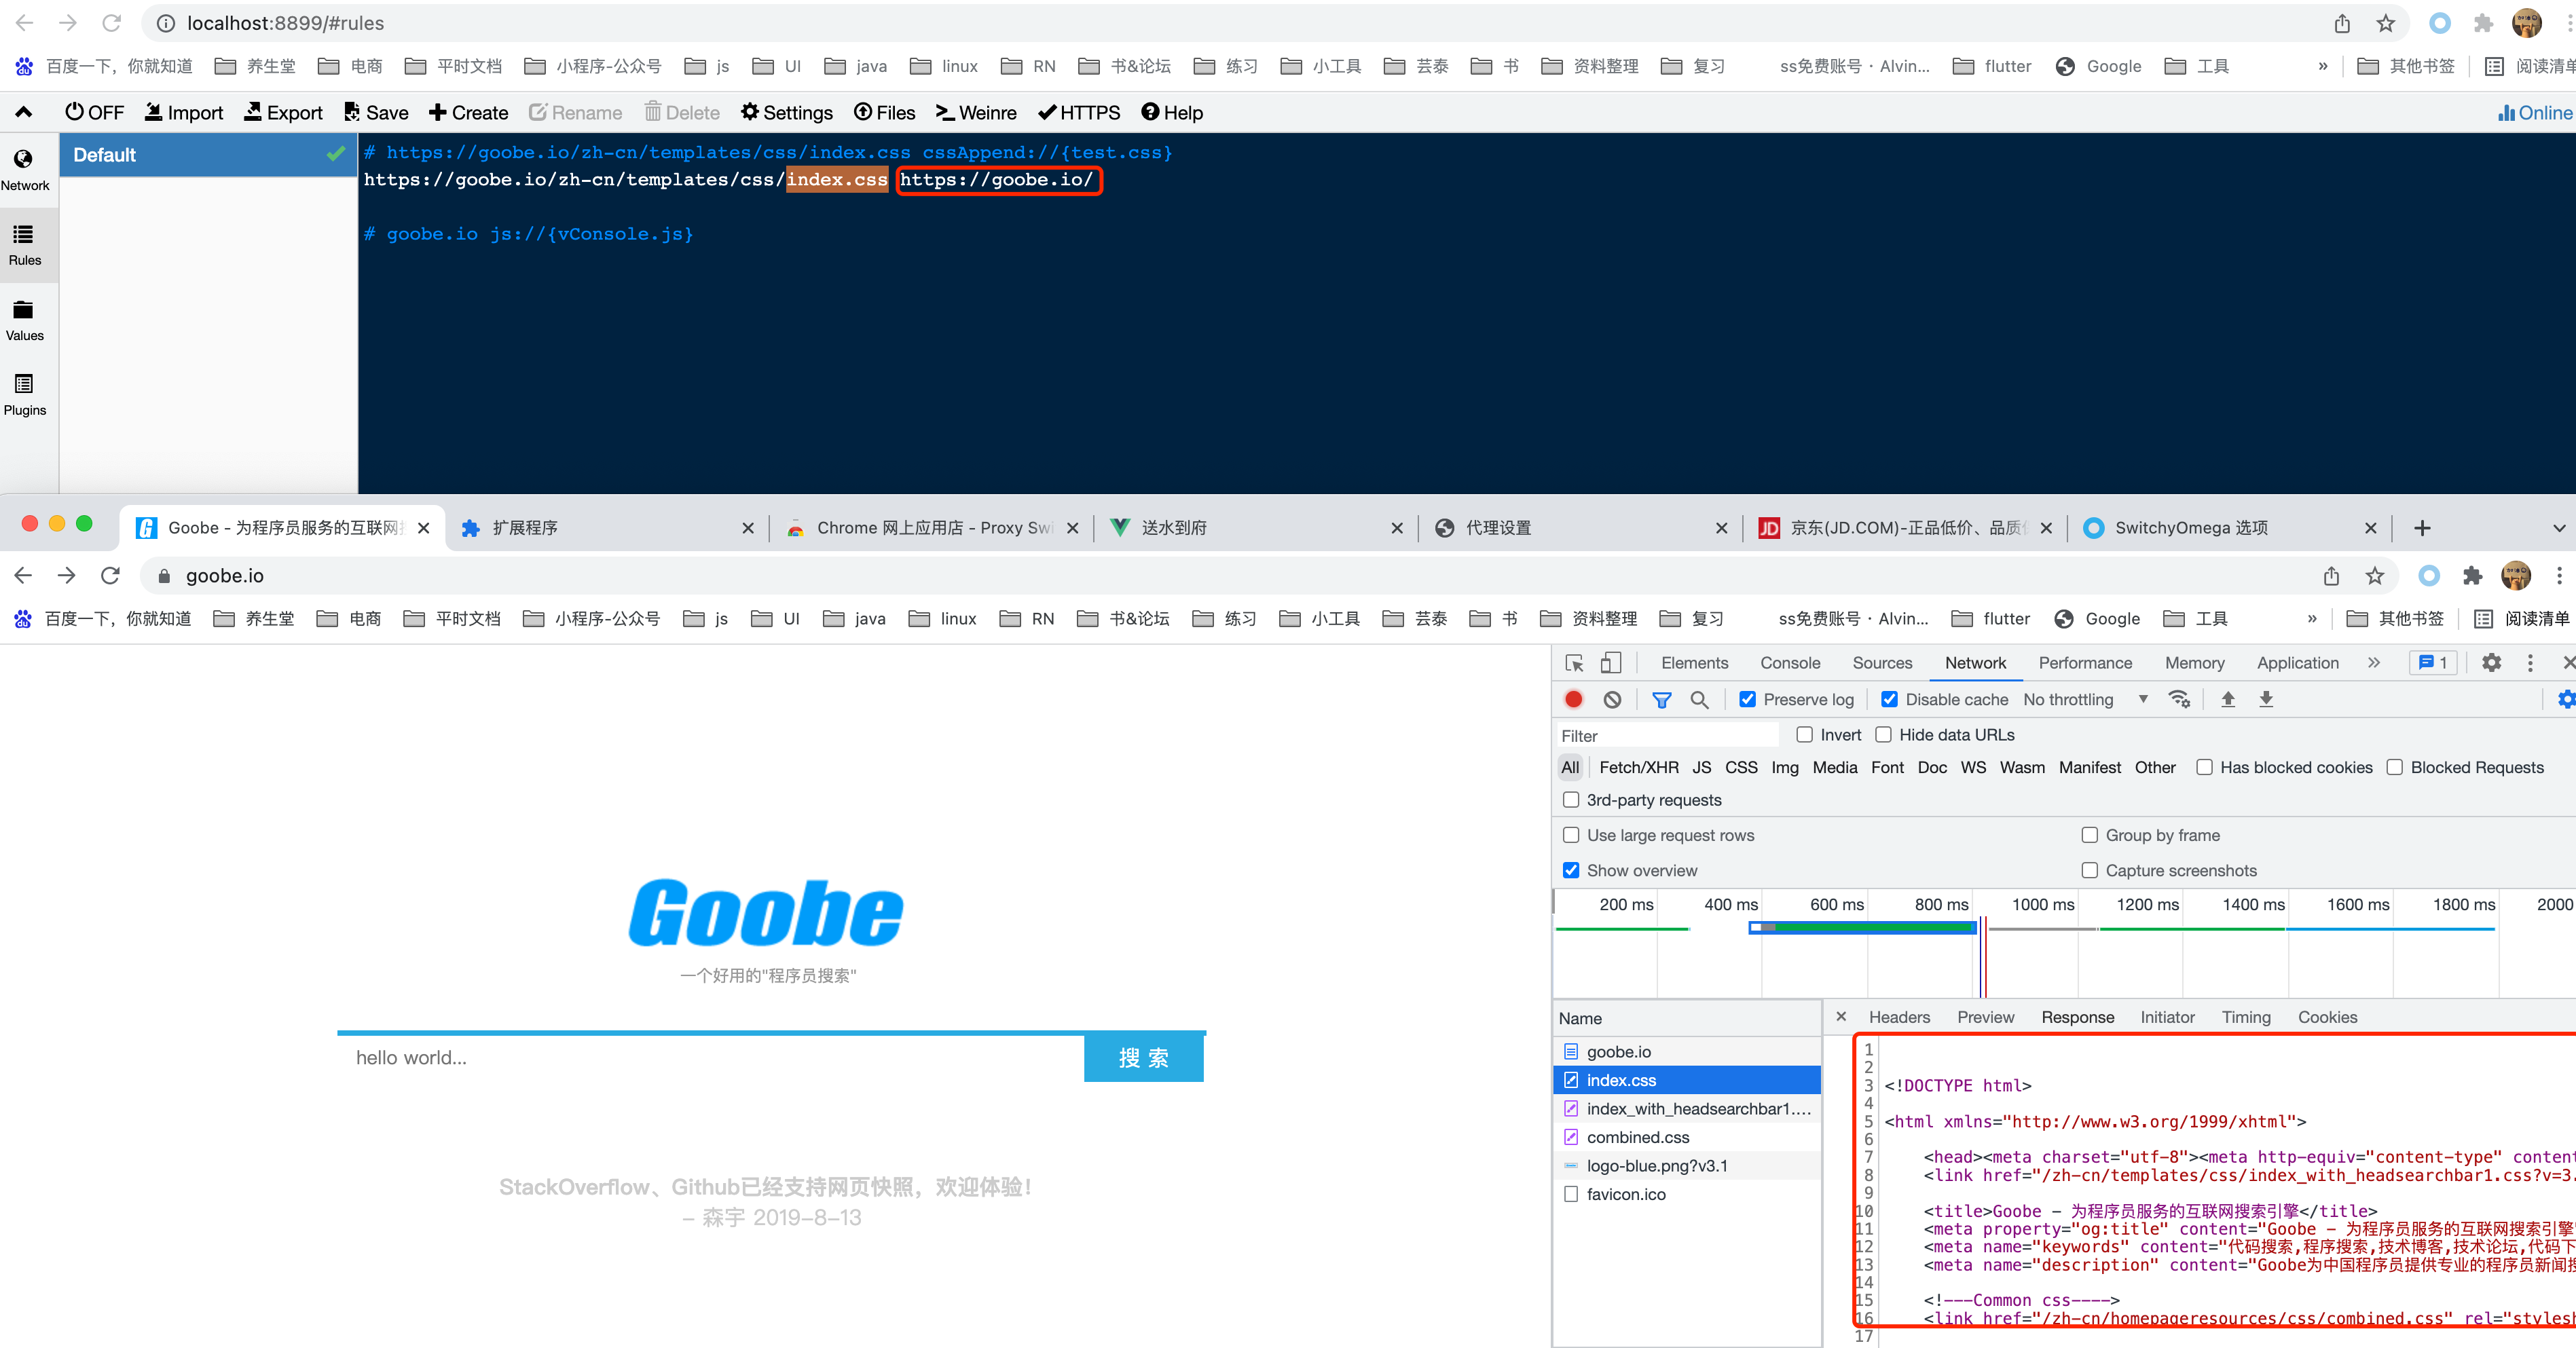 localhost:8899/#rules
百度一下，你就知道 养生堂 电商 平时文档 小程序-公众号 js UI java linux RN 书&论坛 练习 小工具 芸泰 书 资料整理 复习 ss免费账号·Alvin... flutter Google 工具 » 其他书签 阅读清单
OFF Import Export Save Create Rename Delete Settings Files Weinre HTTPS Help Online
Default
# https://goobe.io/zh-cn/templates/css/index.css cssAppend://{test.css}
https://goobe.io/zh-cn/templates/css/index.css https://goobe.io/
# goobe.io js://{vConsole.js}
Network
Rules
Values
Plugins
Goobe - 为程序员服务的互联网 扩展程序 Chrome 网上应用店 - Proxy Swi 送水到府 代理设置 JD 京东(JD.COM)-正品低价、品质 SwitchyOmega 选项
goobe.io
百度一下，你就知道 养生堂 电商 平时文档 小程序-公众号 js UI java linux RN 书&论坛 练习 小工具 芸泰 书 资料整理 复习 ss免费账号·Alvin... flutter Google 工具 » 其他书签 阅读清单
Goobe
一个好用的"程序员搜索"
hello world... 搜 索
StackOverflow、Github已经支持网页快照，欢迎体验！
– 森宇 2019-8-13
Elements Console Sources Network Performance Memory Application » 1
Preserve log Disable cache No throttling
Filter Invert Hide data URLs
All Fetch/XHR JS CSS Img Media Font Doc WS Wasm Manifest Other Has blocked cookies Blocked Requests
3rd-party requests
Use large request rows Group by frame
Show overview Capture screenshots
200 ms 400 ms 600 ms 800 ms 1000 ms 1200 ms 1400 ms 1600 ms 1800 ms 2000
Name
goobe.io
index.css
index_with_headsearchbar1....
combined.css
logo-blue.png?v3.1
favicon.ico
Headers Preview Response Initiator Timing Cookies
1
2
3 <!DOCTYPE html>
4
5 <html xmlns="http://www.w3.org/1999/xhtml">
6
7 <head><meta charset="utf-8"><meta http-equiv="content-type" content
8 <link href="/zh-cn/templates/css/index_with_headsearchbar1.css?v=3.
9
10 <title>Goobe - 为程序员服务的互联网搜索引擎</title>
11 <meta property="og:title" content="Goobe - 为程序员服务的互联网搜索引擎"
12 <meta name="keywords" content="代码搜索,程序搜索,技术博客,技术论坛,代码下
13 <meta name="description" content="Goobe为中国程序员提供专业的程序员新闻搜
14
15 <!---Common css---->
16 <link href="/zh-cn/homepageresources/css/combined.css" rel="stylesh
17